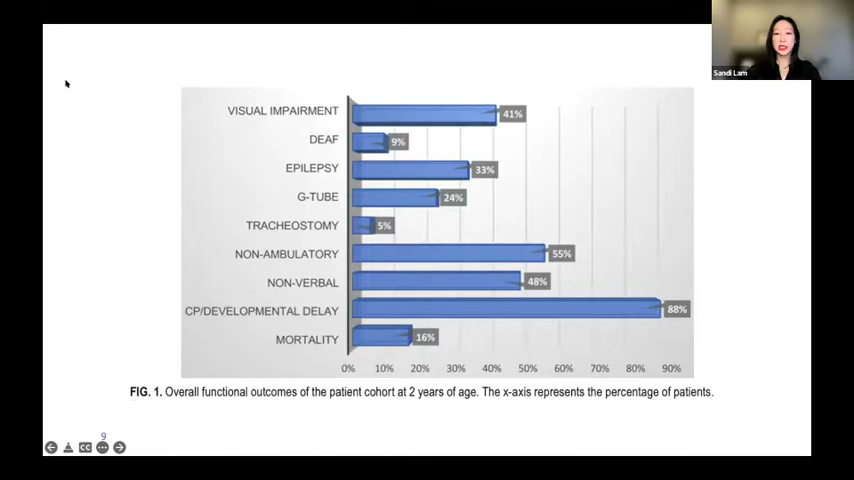 Sandi Lam
VISUAL IMPAIRMENT 41%
DEAF 9%
EPILEPSY 33%
G-TUBE 24%
TRACHEOSTOMY 5%
NON-AMBULATORY 55%
NON-VERBAL 48%
CP/DEVELOPMENTAL DELAY 88%
MORTALITY 16%
0% 10% 20% 30% 40% 50% 60% 70% 80% 90%
FIG. 1. Overall functional outcomes of the patient cohort at 2 years of age. The x-axis represents the percentage of patients.
9
CC